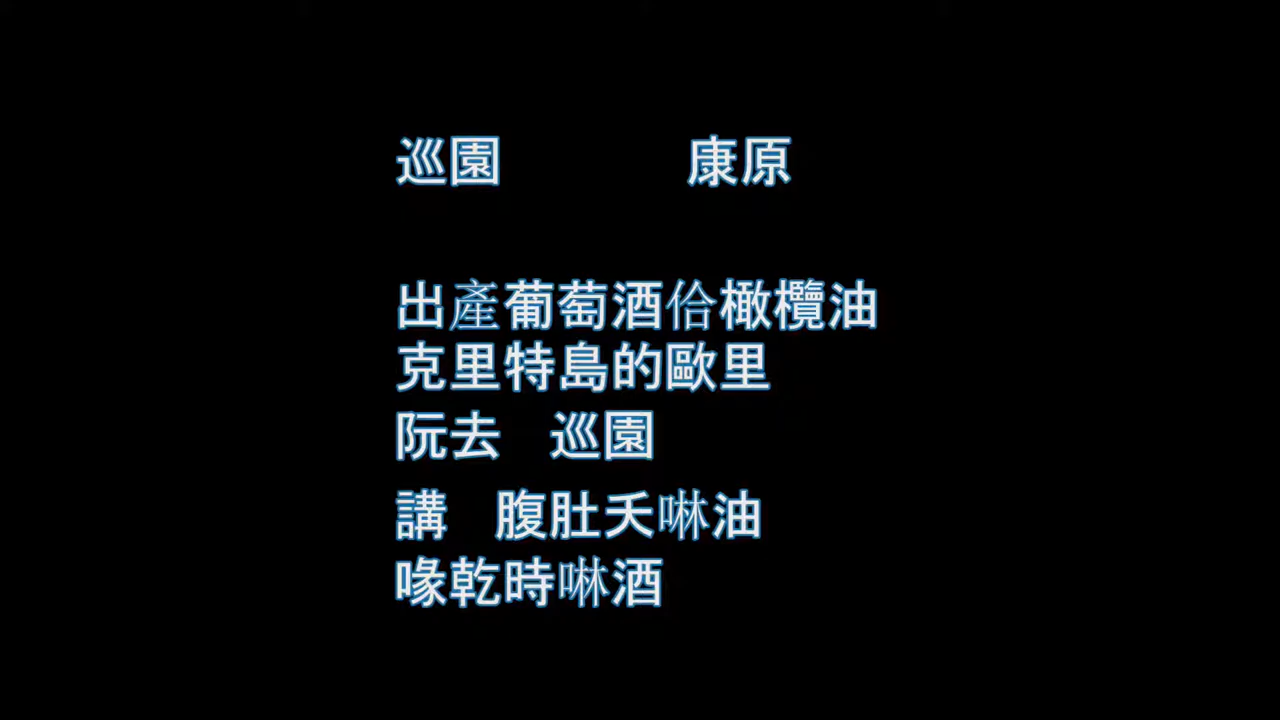 巡園 康原
出產葡萄酒佮橄欖油
克里特島的歐里
阮去 巡園
講 腹肚夭啉油
喙乾時啉酒